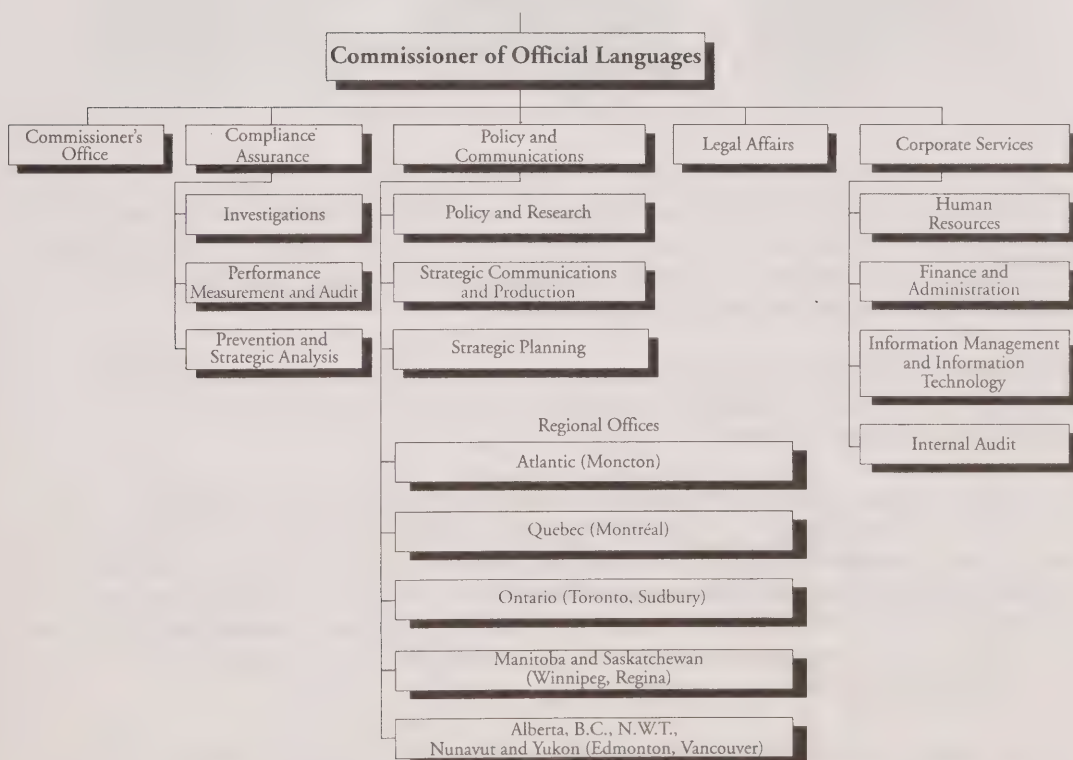 Commissioner of Official Languages
Commissioner's
Office
Compliance
Assurance
Policy and
Communications
Legal Affairs
Corporate Services
Investigations
Performance
Measurement and Audit
Prevention and
Strategic Analysis
Policy and Research
Strategic Communications
and Production
Strategic Planning
Regional Offices
Atlantic (Moncton)
Quebec (Montréal)
Ontario (Toronto, Sudbury)
Manitoba and Saskatchewan
(Winnipeg, Regina)
Alberta, B.C., N.W.T.,
Nunavut and Yukon (Edmonton, Vancouver)
Human
Resources
Finance and
Administration
Information Management
and Information
Technology
Internal Audit